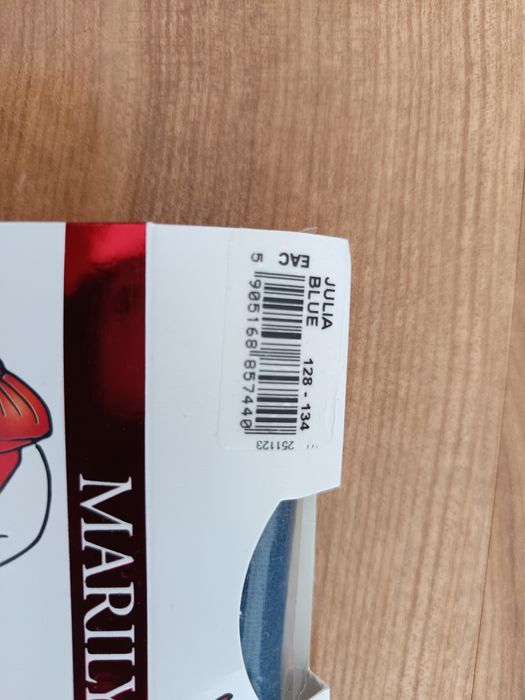 JULIA
BLUE 128 - 134
EAC
5 905168 857440
251123
MARILY